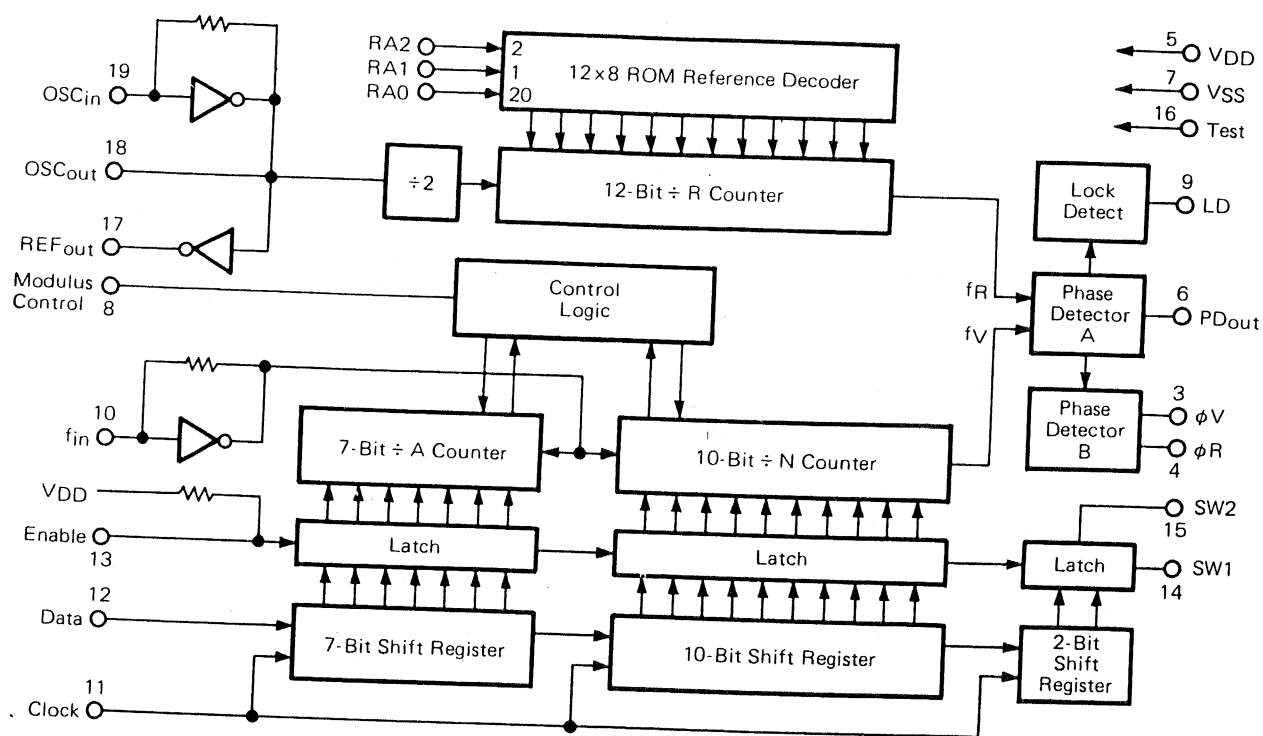 RA2
RA1
RA0
2
1
20
12x8 ROM Reference Decoder
5
VDD
7
VSS
16
Test
19
OSCin
18
OSCout
÷2
12-Bit ÷ R Counter
Lock
Detect
9
LD
17
REFout
Modulus
Control
8
Control
Logic
fR
fV
Phase
Detector
A
6
PDout
10
fin
7-Bit ÷ A Counter
10-Bit ÷ N Counter
Phase
Detector
B
3
φV
φR
4
VDD
Enable
13
Latch
Latch
Latch
SW2
15
SW1
14
12
Data
7-Bit Shift Register
10-Bit Shift Register
2-Bit
Shift
Register
11
Clock